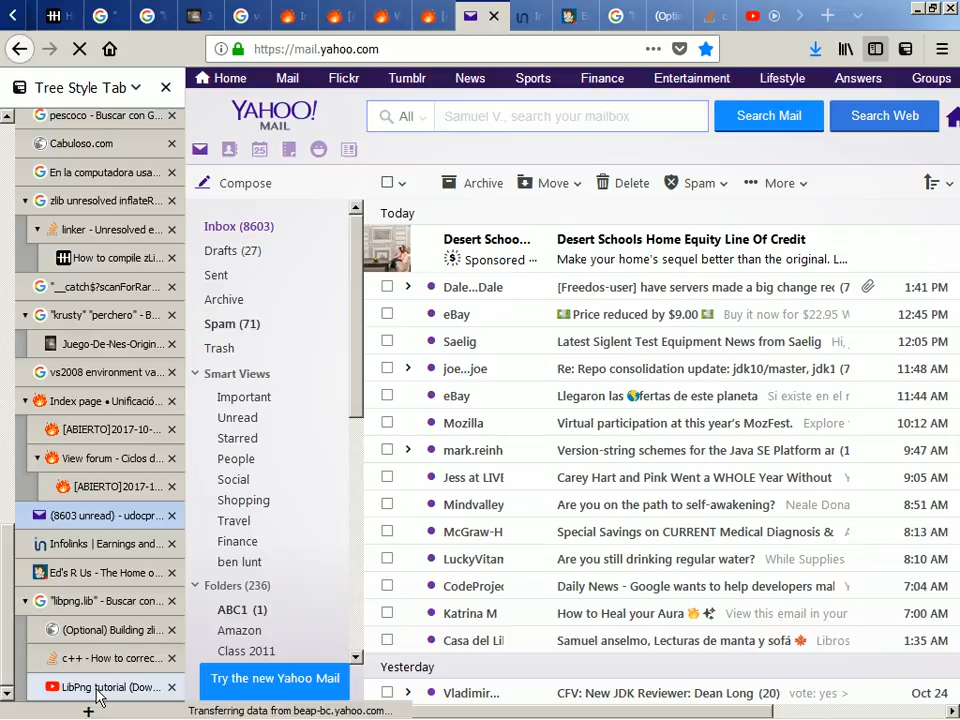 https://mail.yahoo.com
Tree Style Tab
Home Mail Flickr Tumblr News Sports Finance Entertainment Lifestyle Answers Groups
YAHOO!
MAIL
All Samuel V., search your mailbox Search Mail Search Web
Compose
Archive Move Delete Spam More
pescoco - Buscar con G...
Cabuloso.com
En la computadora usa...
zlib unresolved inflateR...
linker - Unresolved e...
How to compile zLi...
"__catch$?scanForRar...
"krusty" "perchero" - B...
Juego-De-Nes-Origin...
vs2008 environment va...
Index page • Unificació...
[ABIERTO]2017-10-...
View forum - Ciclos d...
[ABIERTO]2017-1...
(8603 unread) - udocpr...
Infolinks | Earnings and...
Ed's R Us - The Home o...
"libpng.lib" - Buscar con...
(Optional) Building zli...
c++ - How to correc...
LibPng tutorial (Dow...
Inbox (8603)
Drafts (27)
Sent
Archive
Spam (71)
Trash
Smart Views
Important
Unread
Starred
People
Social
Shopping
Travel
Finance
ben lunt
Folders (236)
ABC1 (1)
Amazon
Class 2011
Try the new Yahoo Mail
Today
Desert Schoo... Desert Schools Home Equity Line Of Credit
Sponsored Make your home's sequel better than the original. L...
Dale...Dale [Freedos-user] have servers made a big change rec (7 1:41 PM
eBay Price reduced by $9.00 Buy it now for $22.95 W 12:45 PM
Saelig Latest Siglent Test Equipment News from Saelig Hi, 12:05 PM
joe...joe Re: Repo consolidation update: jdk10/master, jdk1 (7 11:48 AM
eBay Llegaron las ofertas de este planeta Si existe en el r 11:44 AM
Mozilla Virtual participation at this year's MozFest. Explore 10:12 AM
mark.reinh Version-string schemes for the Java SE Platform ar (1 9:47 AM
Jess at LIVE Carey Hart and Pink Went a WHOLE Year Without 9:05 AM
Mindvalley Are you on the path to self-awakening? Neale Dona 8:51 AM
McGraw-H Special Savings on CURRENT Medical Diagnosis & 8:13 AM
LuckyVitan Are you still drinking regular water? While Supplies 7:18 AM
CodeProjec Daily News - Google wants to help developers mal 7:04 AM
Katrina M How to Heal your Aura View this email in your 7:00 AM
Casa del Li Samuel anselmo, Lecturas de manta y sofá Libros 1:35 AM
Yesterday
Vladimir... CFV: New JDK Reviewer: Dean Long (20) vote: yes > Oct 24
Transferring data from beap-bc.yahoo.com...